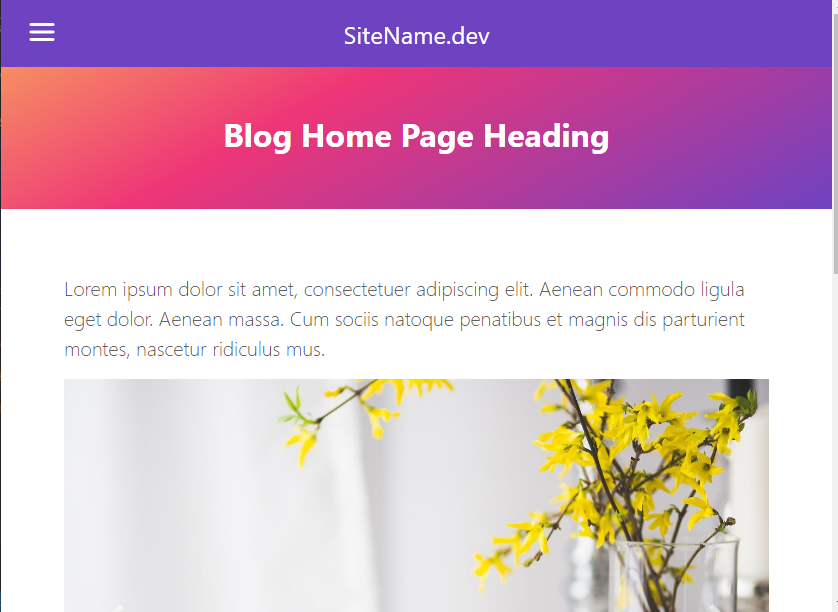 SiteName.dev
Blog Home Page Heading
Lorem ipsum dolor sit amet, consectetuer adipiscing elit. Aenean commodo ligula
eget dolor. Aenean massa. Cum sociis natoque penatibus et magnis dis parturient
montes, nascetur ridiculus mus.